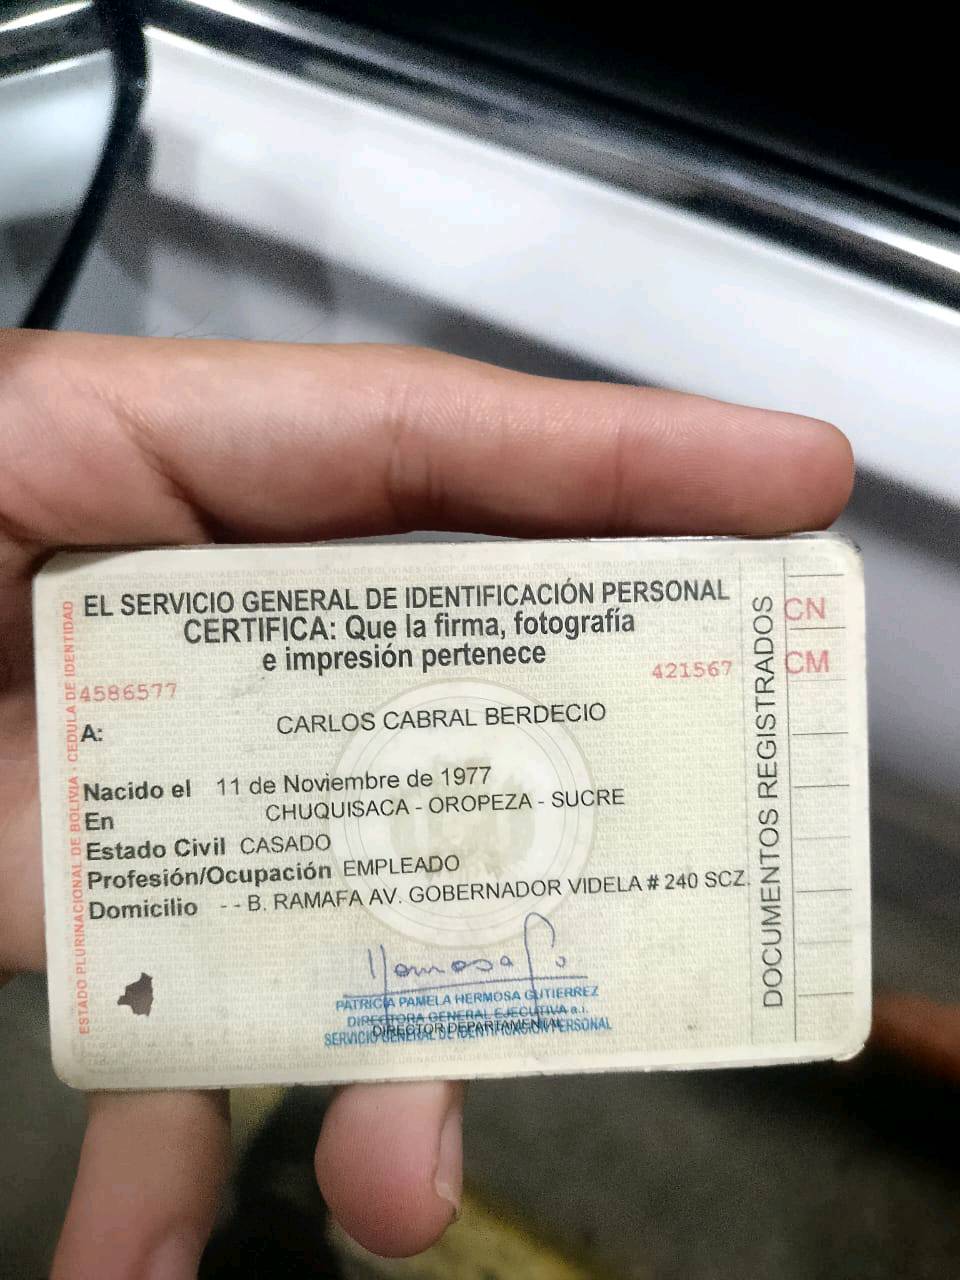 EL SERVICIO GENERAL DE IDENTIFICACIÓN PERSONAL
CERTIFICA: Que la firma, fotografía
e impresión pertenece
4586577
421567
A: CARLOS CABRAL BERDECIO
Nacido el 11 de Noviembre de 1977
En CHUQUISACA - OROPEZA - SUCRE
Estado Civil CASADO
Profesión/Ocupación EMPLEADO
Domicilio - - B. RAMAFA AV. GOBERNADOR VIDELA # 240 SCZ.
PATRICIA PAMELA HERMOSA GUTIERREZ
DIRECTORA GENERAL EJECUTIVA a.i.
DIRECTOR DEPARTAMENTAL
SERVICIO GENERAL DE IDENTIFICACIÓN PERSONAL
ESTADO PLURINACIONAL DE BOLIVIA - CEDULA DE IDENTIDAD
DOCUMENTOS REGISTRADOS
CN
CM